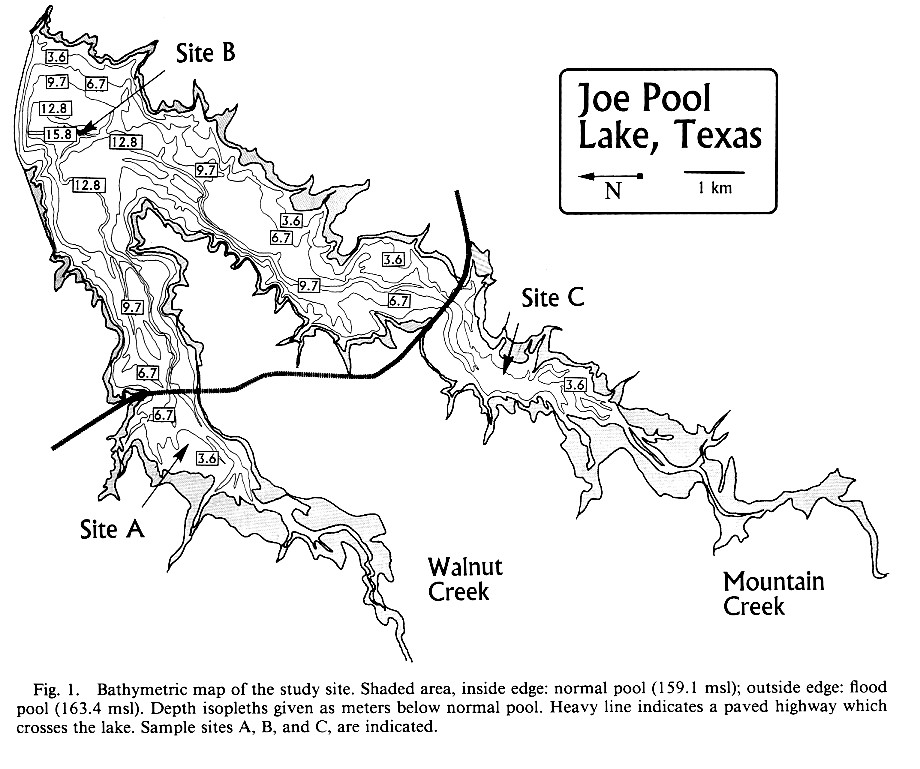 Joe Pool
Lake, Texas
N
1 km
Site B
3.6
9.7
6.7
12.8
15.8
12.8
12.8
9.7
3.6
6.7
3.6
9.7
6.7
9.7
Site C
3.6
6.7
6.7
3.6
Site A
Walnut
Creek
Mountain
Creek
Fig. 1. Bathymetric map of the study site. Shaded area, inside edge: normal pool (159.1 msl); outside edge: flood
pool (163.4 msl). Depth isopleths given as meters below normal pool. Heavy line indicates a paved highway which
crosses the lake. Sample sites A, B, and C, are indicated.